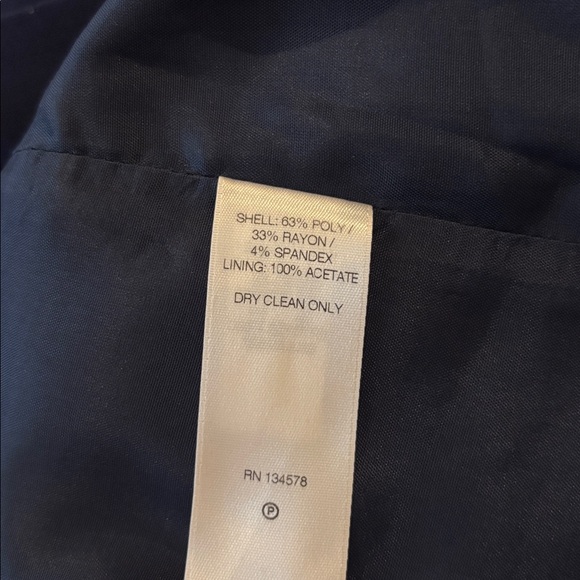 SHELL: 63% POLY /
33% RAYON /
4% SPANDEX
LINING: 100% ACETATE
DRY CLEAN ONLY
RN 134578
P